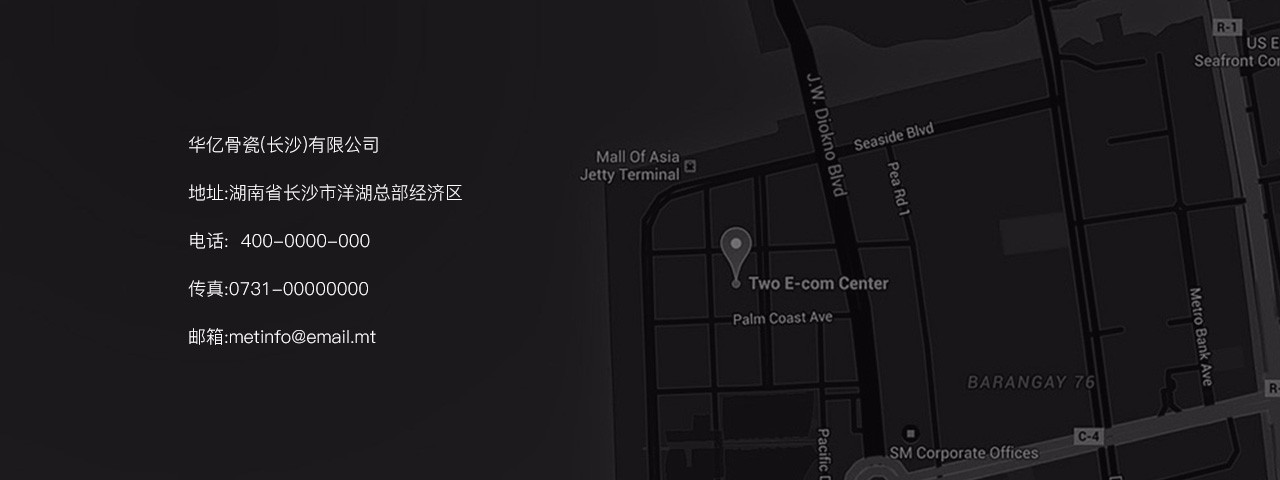 华亿骨瓷(长沙)有限公司
地址:湖南省长沙市洋湖总部经济区
电话: 400-0000-000
传真:0731-00000000
邮箱:metinfo@email.mt
R-1
US E
Seafront Cor
J.W. Diokno Blvd
Seaside Blvd
Mall Of Asia
Jetty Terminal
Pea Rd 1
Two E-com Center
Palm Coast Ave
Metro Bank Ave
BARANGAY 76
R-
C-4
Pacific D
SM Corporate Offices